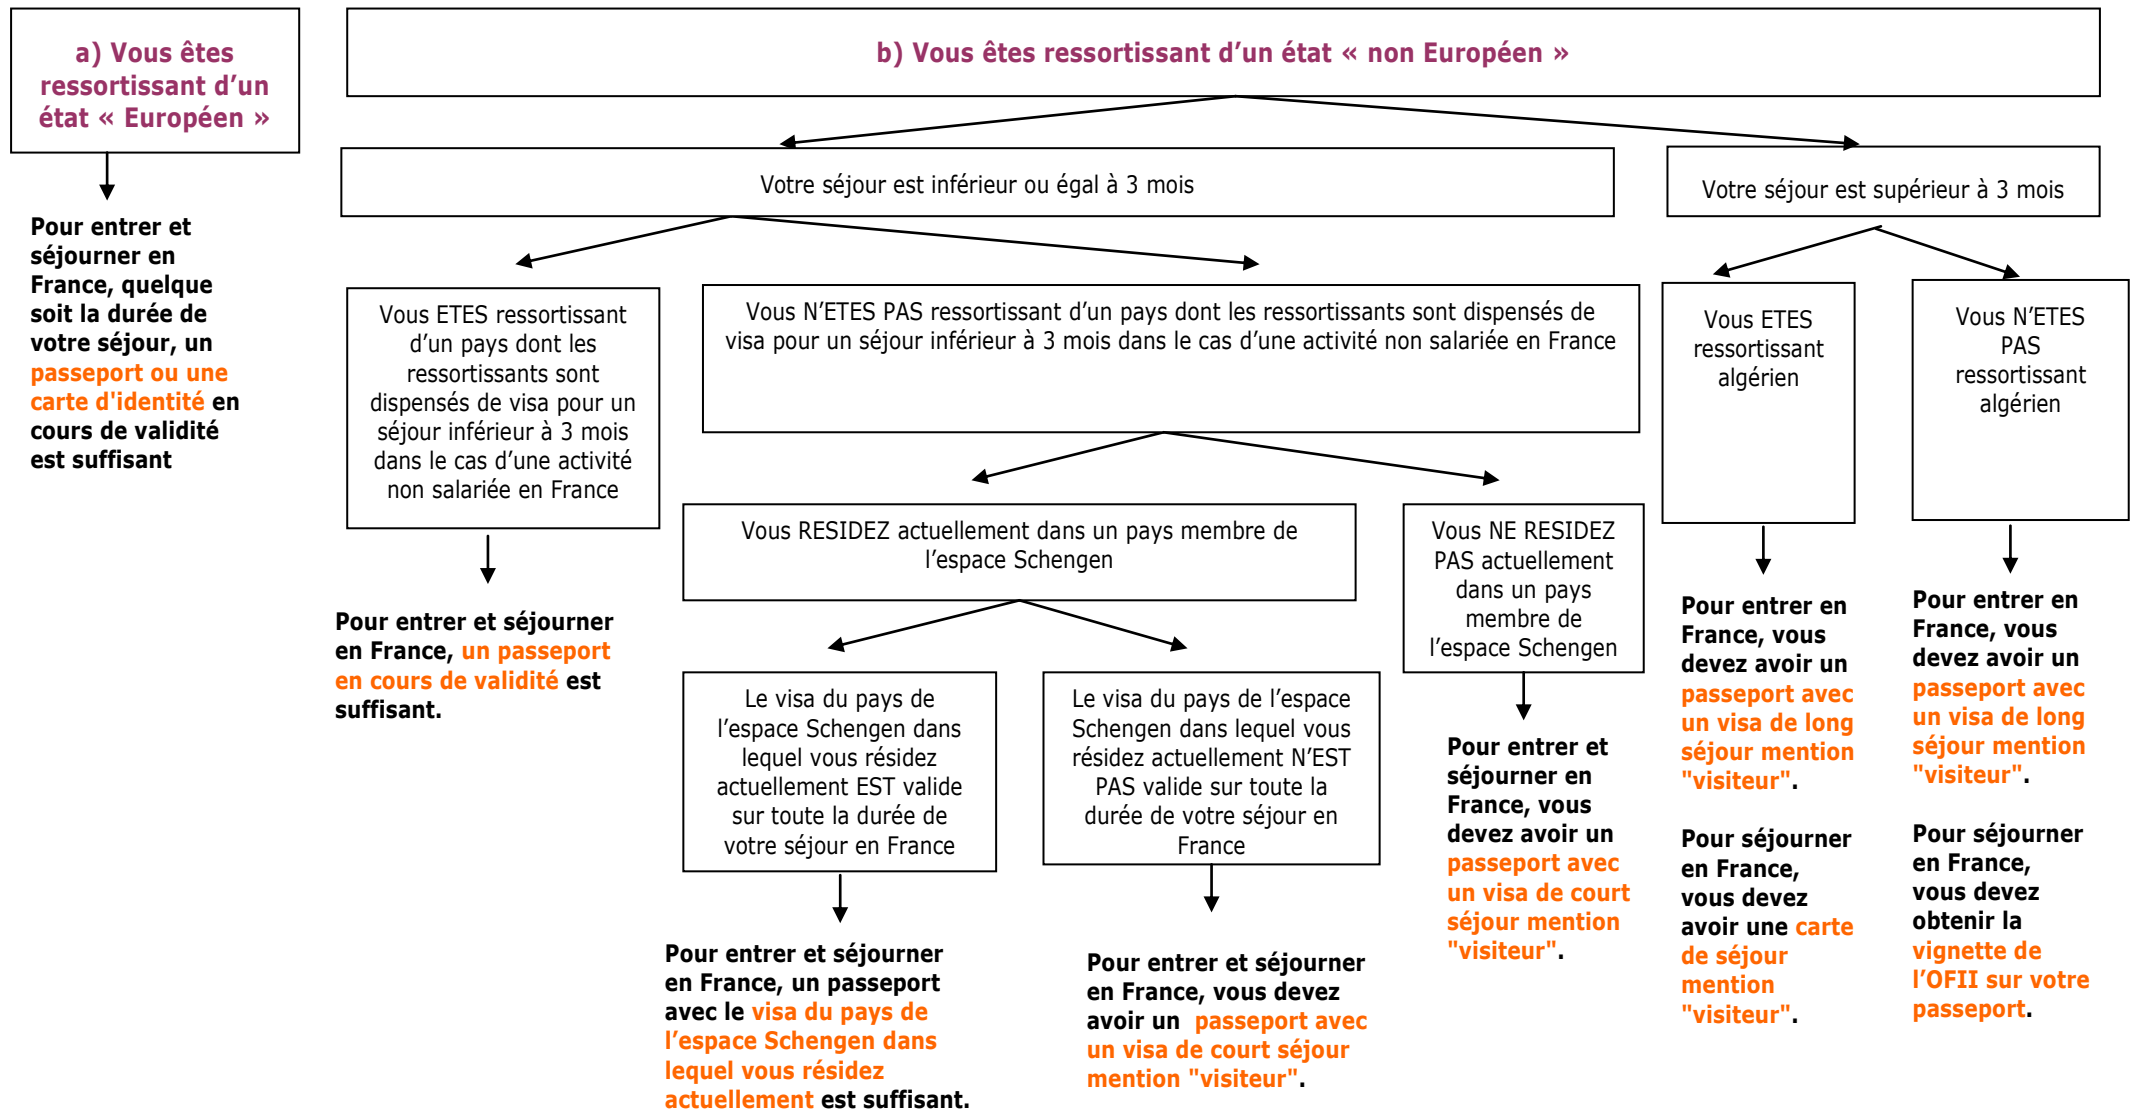 a) Vous êtes
ressortissant d'un
état « Européen »
Pour entrer et
séjourner en
France, quelque
soit la durée de
votre séjour, un
passeport ou une
carte d'identité en
cours de validité
est suffisant
b) Vous êtes ressortissant d'un état « non Européen »
Votre séjour est inférieur ou égal à 3 mois
Votre séjour est supérieur à 3 mois
Vous ETES ressortissant
d'un pays dont les
ressortissants sont
dispensés de visa pour un
séjour inférieur à 3 mois
dans le cas d'une activité
non salariée en France
Pour entrer et séjourner
en France, un passeport
en cours de validité est
suffisant.
Vous N'ETES PAS ressortissant d'un pays dont les ressortissants sont dispensés de
visa pour un séjour inférieur à 3 mois dans le cas d'une activité non salariée en France
Vous RESIDEZ actuellement dans un pays membre de
l'espace Schengen
Le visa du pays de
l'espace Schengen dans
lequel vous résidez
actuellement EST valide
sur toute la durée de
votre séjour en France
Pour entrer et séjourner
en France, un passeport
avec le visa du pays de
l'espace Schengen dans
lequel vous résidez
actuellement est suffisant.
Le visa du pays de l'espace
Schengen dans lequel vous
résidez actuellement N'EST
PAS valide sur toute la
durée de votre séjour en
France
Pour entrer et séjourner
en France, vous devez
avoir un passeport avec
un visa de court séjour
mention "visiteur".
Vous NE RESIDEZ
PAS actuellement
dans un pays
membre de
l'espace Schengen
Pour entrer et
séjourner en
France, vous
devez avoir un
passeport avec
un visa de court
séjour mention
"visiteur".
Vous ETES
ressortissant
algérien
Pour entrer en
France, vous
devez avoir un
passeport avec
un visa de long
séjour mention
"visiteur".
Pour séjourner
en France,
vous devez
avoir une carte
de séjour
mention
"visiteur".
Vous N'ETES
PAS
ressortissant
algérien
Pour entrer en
France, vous
devez avoir un
passeport avec
un visa de long
séjour mention
"visiteur".
Pour séjourner
en France,
vous devez
obtenir la
vignette de
l'OFII sur votre
passeport.